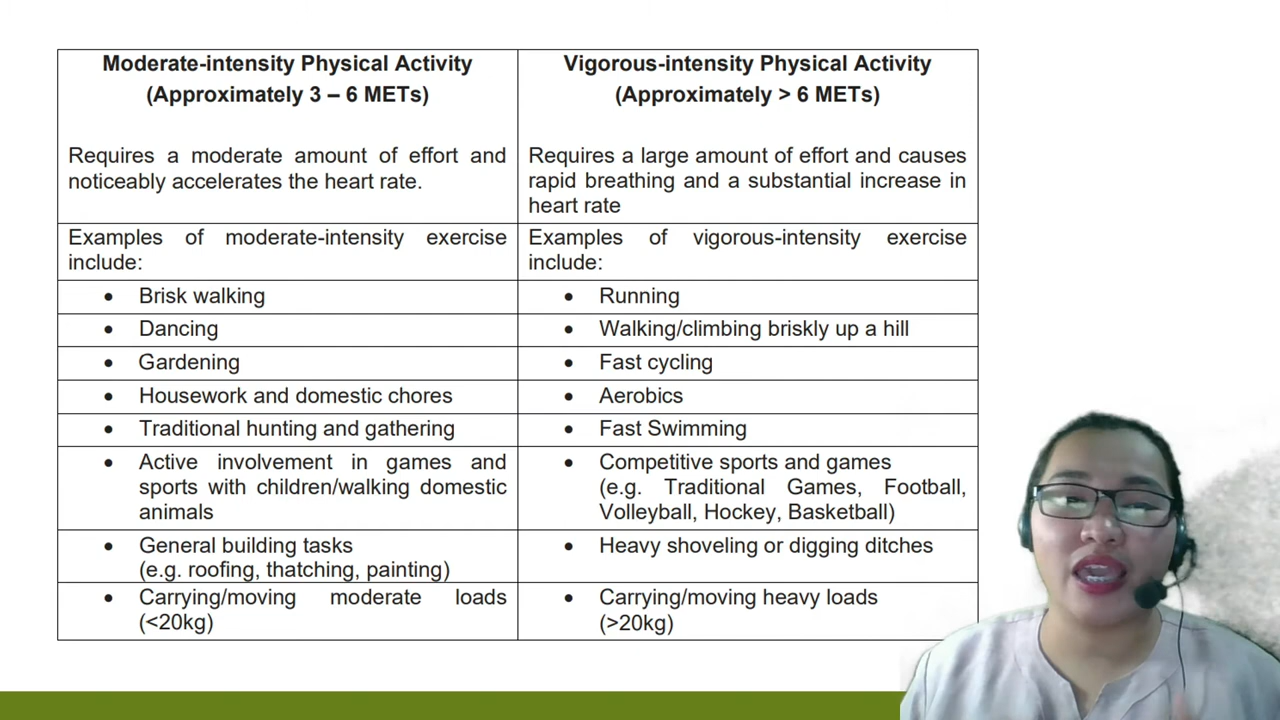 Moderate-intensity Physical Activity
(Approximately 3 – 6 METs)
Requires a moderate amount of effort and
noticeably accelerates the heart rate.
Vigorous-intensity Physical Activity
(Approximately > 6 METs)
Requires a large amount of effort and causes
rapid breathing and a substantial increase in
heart rate
Examples of moderate-intensity exercise
include:
Examples of vigorous-intensity exercise
include:
• Brisk walking
• Running
• Dancing
• Walking/climbing briskly up a hill
• Gardening
• Fast cycling
• Housework and domestic chores
• Aerobics
• Traditional hunting and gathering
• Fast Swimming
• Active involvement in games and
sports with children/walking domestic
animals
• Competitive sports and games
(e.g. Traditional Games, Football,
Volleyball, Hockey, Basketball)
• General building tasks
(e.g. roofing, thatching, painting)
• Heavy shoveling or digging ditches
• Carrying/moving moderate loads
(<20kg)
• Carrying/moving heavy loads
(>20kg)